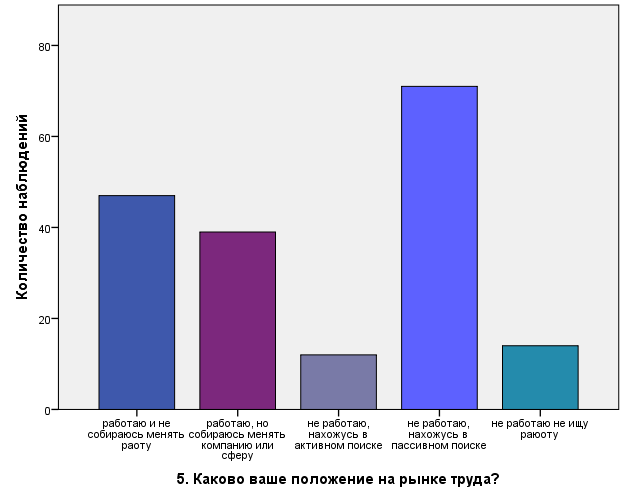 Количество наблюдений
80
60
40
20
0
работаю и не
собираюсь менять
раоту
работаю, но
собираюсь менять
компанию или
сферу
не работаю,
нахожусь в
активном поиске
не работаю,
нахожусь в
пассивном поиске
не работаю не ищу
раюоту
5. Каково ваше положение на рынке труда?